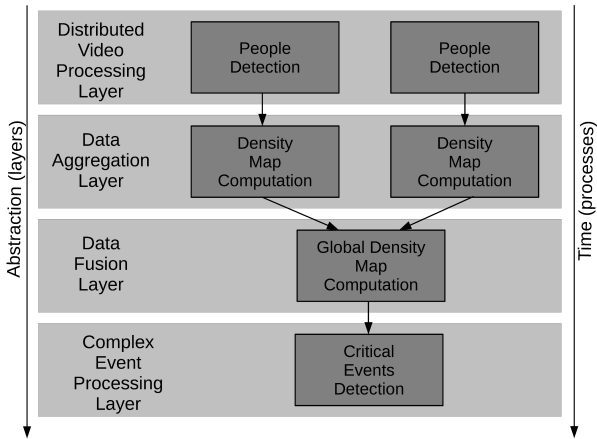 Distributed
Video
Processing
Layer
People
Detection
People
Detection
Data
Aggregation
Layer
Density
Map
Computation
Density
Map
Computation
Data
Fusion
Layer
Global Density
Map
Computation
Complex
Event
Processing
Layer
Critical
Events
Detection
Abstraction (layers)
Time (processes)